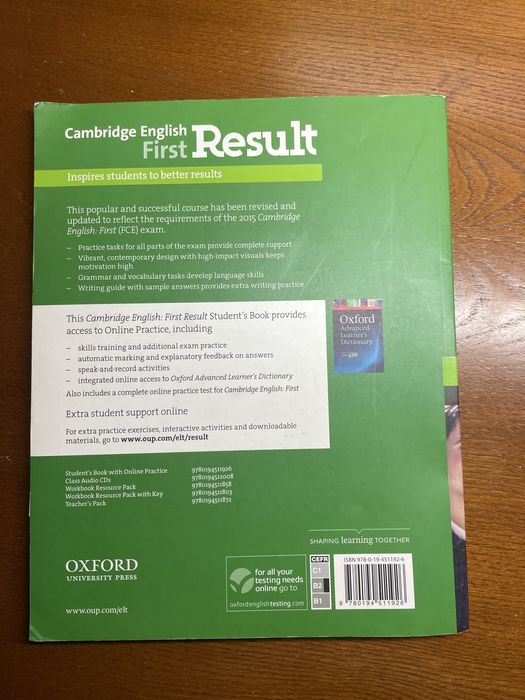 Cambridge English
First Result
Inspires students to better results
This popular and successful course has been revised and
updated to reflect the requirements of the 2015 Cambridge
English: First (FCE) exam.
– Practice tasks for all parts of the exam provide complete support
– Vibrant, contemporary design with high-impact visuals keeps
motivation high
– Grammar and vocabulary tasks develop language skills
– Writing guide with sample answers provides extra writing practice
This Cambridge English: First Result Student's Book provides
access to Online Practice, including
– skills training and additional exam practice
– automatic marking and explanatory feedback on answers
– speak-and-record activities
– integrated online access to Oxford Advanced Learner's Dictionary
Also includes a complete online practice test for Cambridge English: First
Oxford
Advanced
Learner's
Dictionary
Extra student support online
For extra practice exercises, interactive activities and downloadable
materials, go to www.oup.com/elt/result
Student's Book with Online Practice 9780194511926
Class Audio CDs 9780194512008
Workbook Resource Pack 9780194511858
Workbook Resource Pack with Key 9780194511803
Teacher's Pack 9780194511872
SHAPING learning TOGETHER
OXFORD
UNIVERSITY PRESS
www.oup.com/elt
for all your
testing needs
online go to
oxfordenglishtesting.com
CEFR
C1
B2
B1
ISBN 978-0-19-451192-6
9 780194 511926